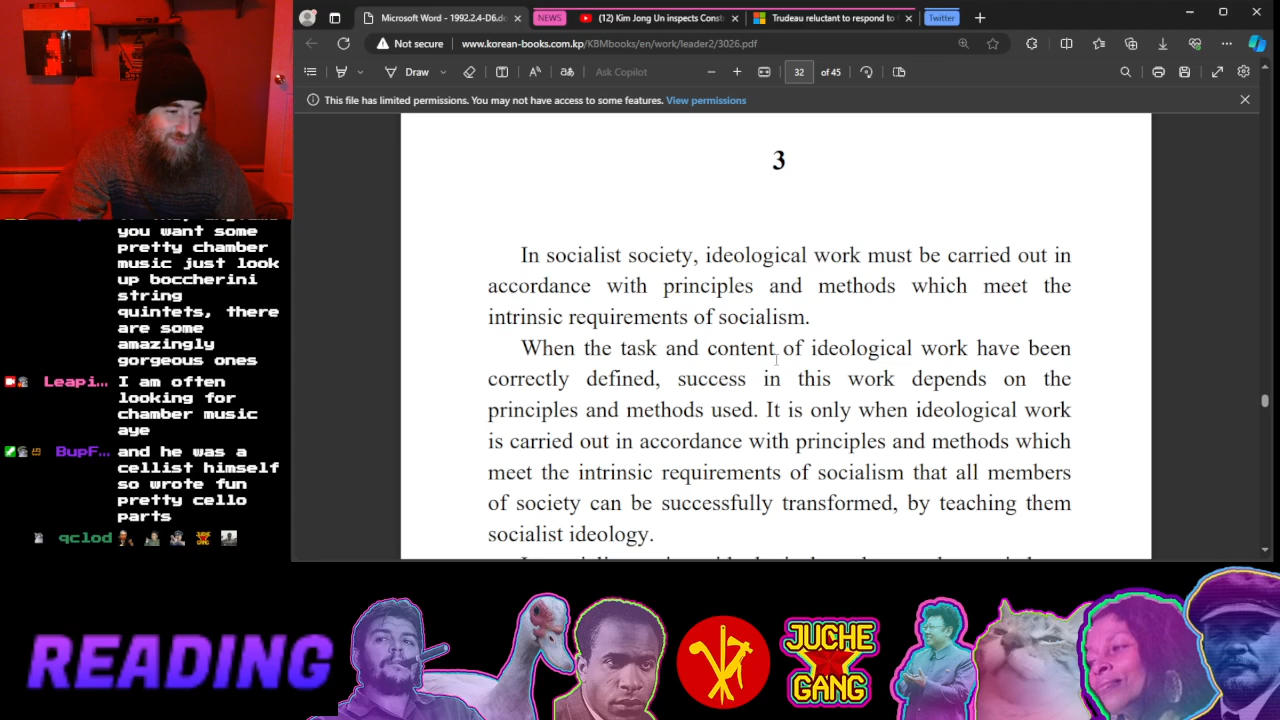 Microsoft Word - 1992.2.4-D6.do
NEWS
(12) Kim Jong Un inspects Const
Trudeau reluctant to respond to
Twitter
Not secure
www.korean-books.com.kp/KBMbooks/en/work/leader2/3026.pdf
Draw
Ask Copilot
32
of 45
This file has limited permissions. You may not have access to some features. View permissions
3
In socialist society, ideological work must be carried out in
accordance with principles and methods which meet the
intrinsic requirements of socialism.
When the task and content of ideological work have been
correctly defined, success in this work depends on the
principles and methods used. It is only when ideological work
is carried out in accordance with principles and methods which
meet the intrinsic requirements of socialism that all members
of society can be successfully transformed, by teaching them
socialist ideology.
you want some
pretty chamber
music just look
up boccherini
string
quintets, there
are some
amazingly
gorgeous ones
Leapi... I am often
looking for
chamber music
aye
BupF... and he was a
cellist himself
so wrote fun
pretty cello
parts
qclod
READING
JUCHE
GANG